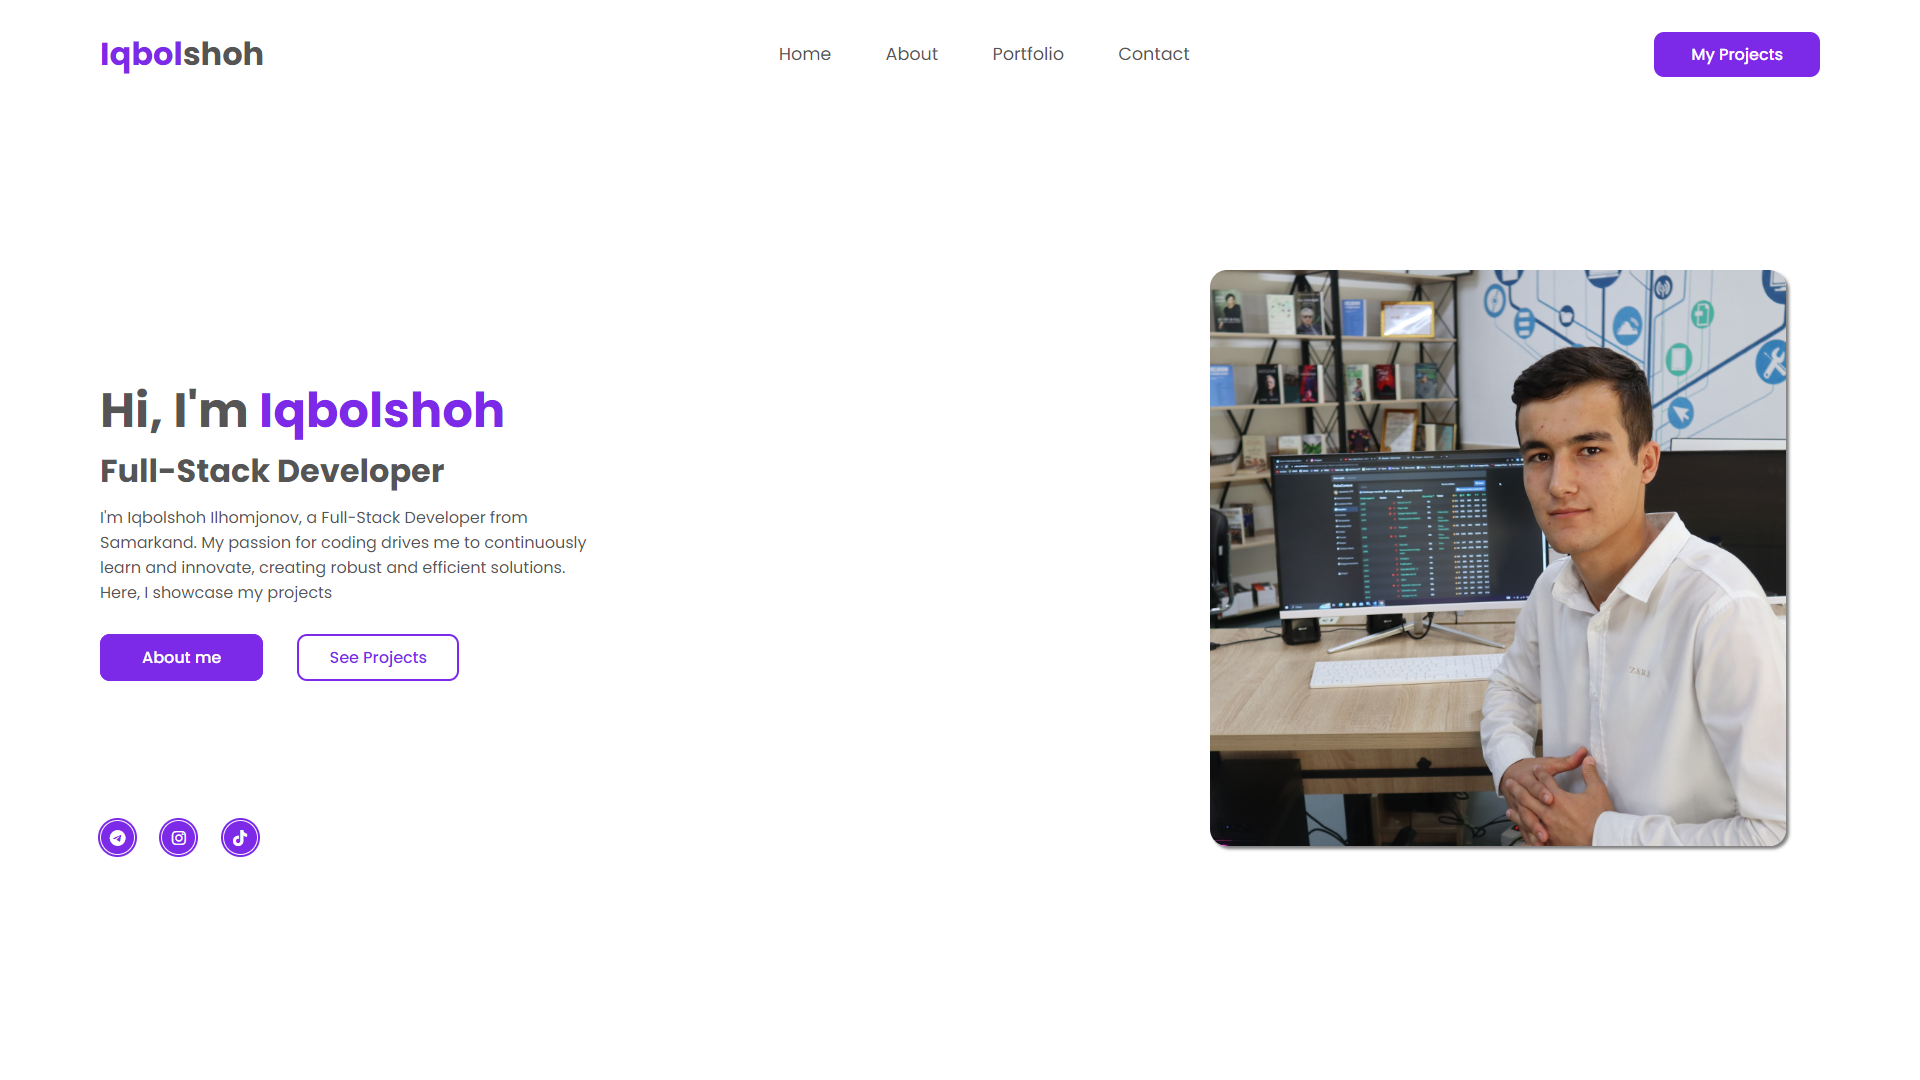 Iqbolshoh
Home About Portfolio Contact
My Projects
Hi, I'm Iqbolshoh
Full-Stack Developer
I'm Iqbolshoh Ilhomjonov, a Full-Stack Developer from
Samarkand. My passion for coding drives me to continuously
learn and innovate, creating robust and efficient solutions.
Here, I showcase my projects
About me
See Projects